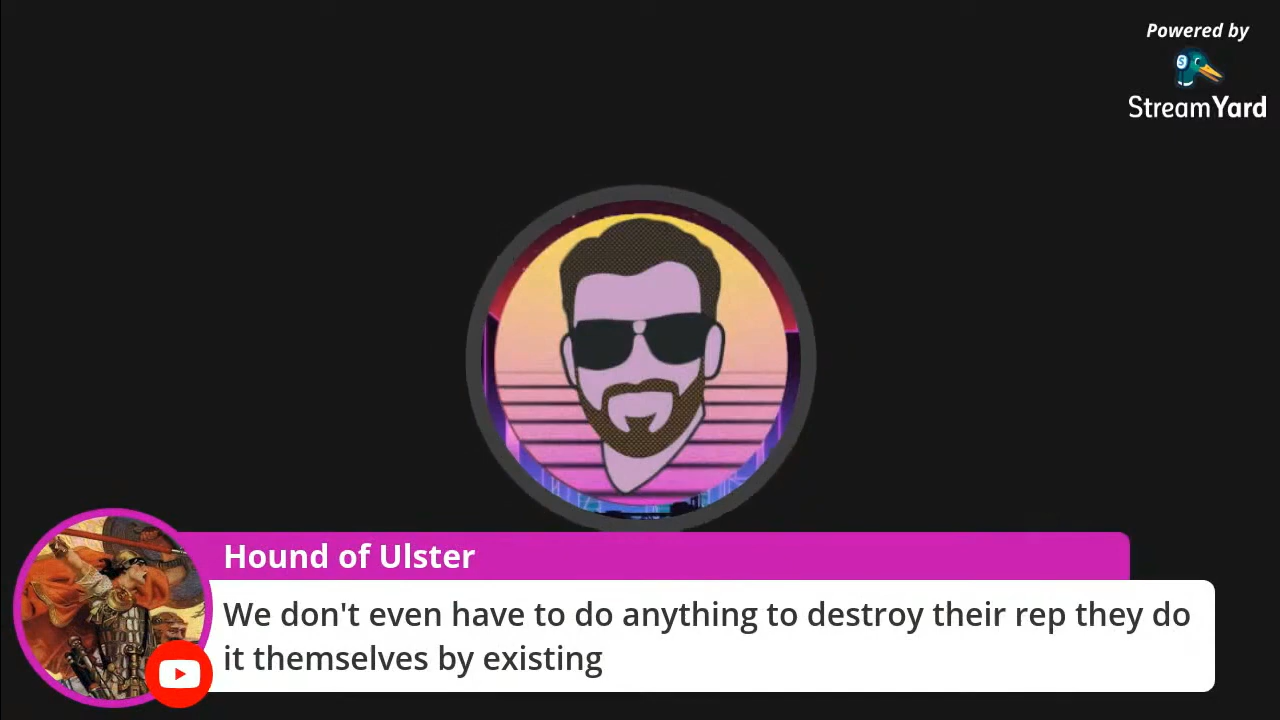 Powered by
StreamYard
Hound of Ulster
We don't even have to do anything to destroy their rep they do
it themselves by existing